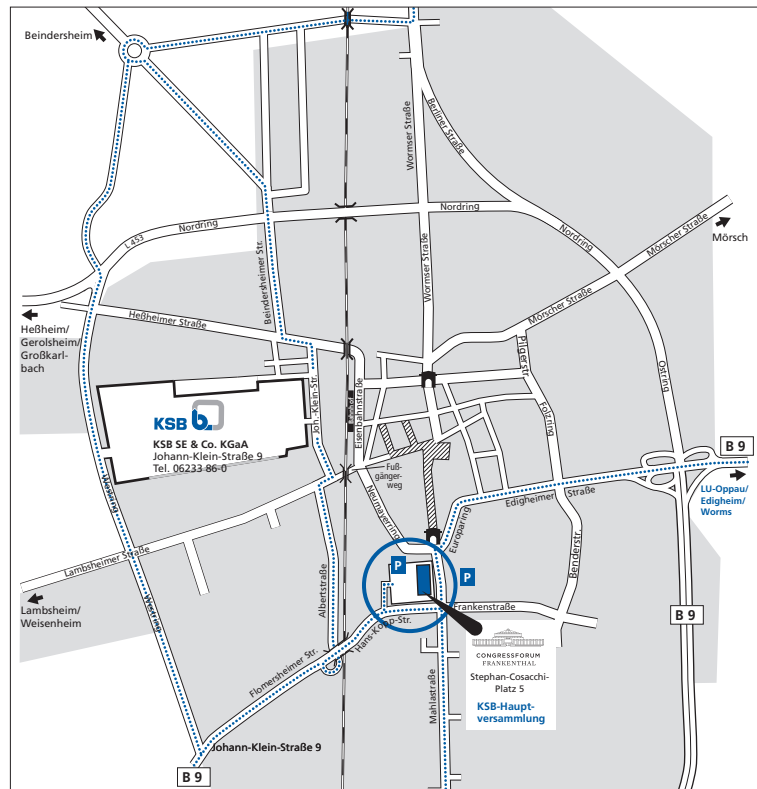 Beindersheim
Wormser Straße
Berliner Straße
Nordring
Nordring
L 453
Nordring
Mörscher Straße
Mörsch
Beindersheimer Str.
Wormser Straße
Heßheim/
Gerolsheim/
Großkarl-
bach
Heßheimer Straße
Mörscher Straße
Pilgerstr.
Ostring
Joh.-Klein-Str.
Eisenbahnstraße
Foltzring
KSB b.
KSB SE & Co. KGaA
Johann-Klein-Straße 9
Tel. 06233 86-0
Fuß-
gänger-
weg
B 9
LU-Oppau/
Edigheim/
Worms
Westring
Neumayerring
Europaring
Edigheimer Straße
Lambsheimer Straße
Albertstraße
Benderstr.
P
P
Lambsheim/
Weisenheim
Westring
Hans-Kopp-Str.
Frankenstraße
B 9
CONGRESSFORUM
FRANKENTHAL
Stephan-Cosacchi-
Platz 5
KSB-Haupt-
versammlung
Flomersheimer Str.
Mahlastraße
Johann-Klein-Straße 9
B 9